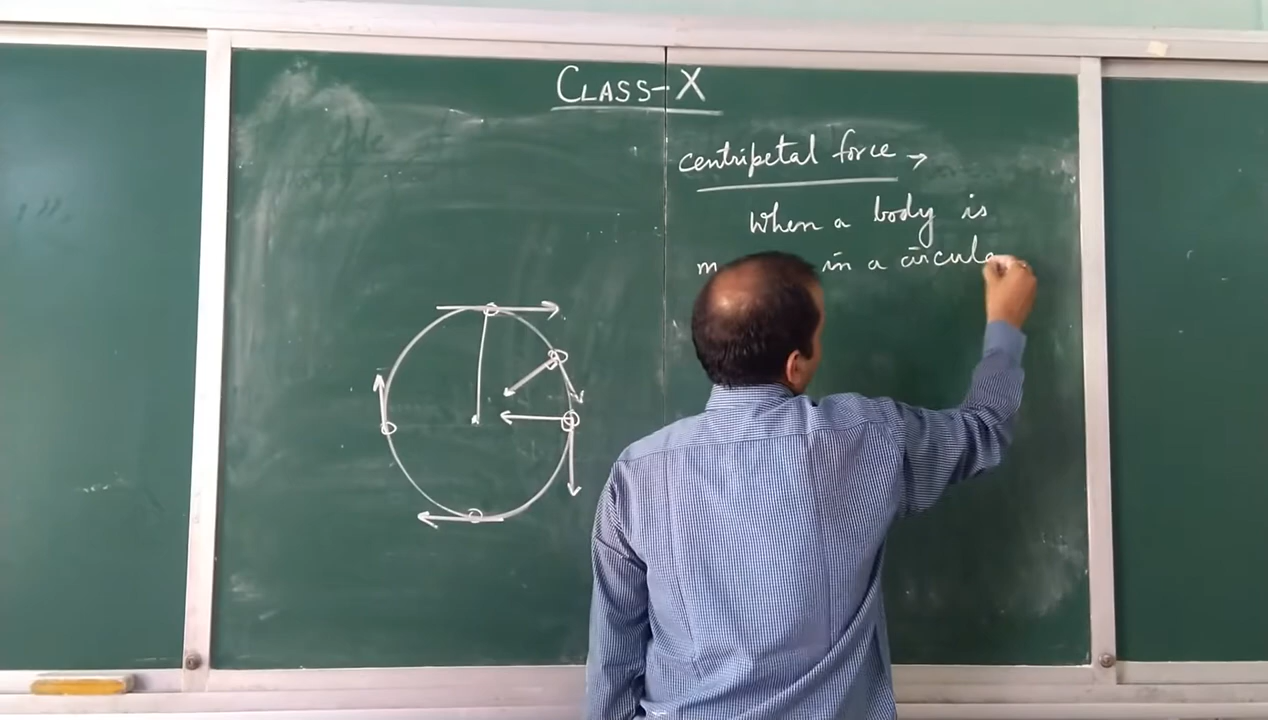 CLASS-X
centripetal force →
When a body is
in a circula